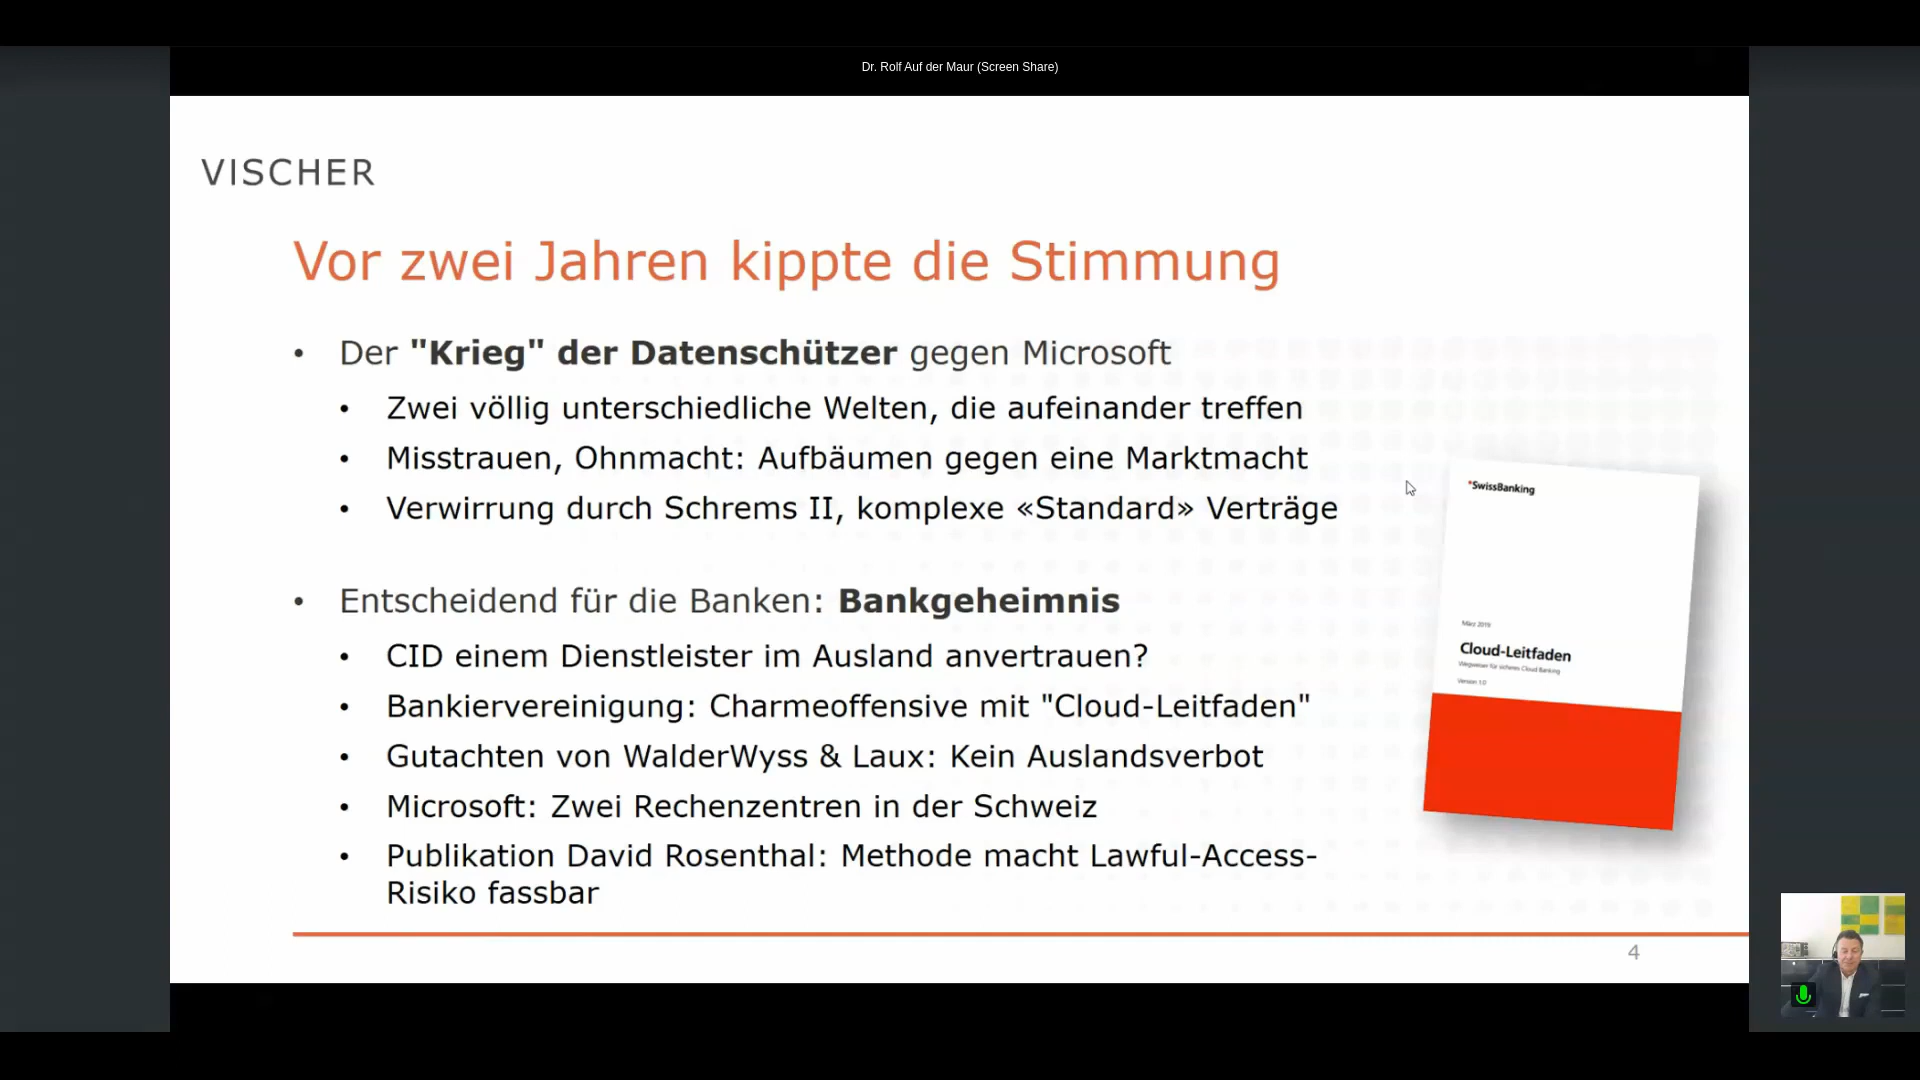 Dr. Rolf Auf der Maur (Screen Share)
VISCHER
Vor zwei Jahren kippte die Stimmung
• Der "Krieg" der Datenschützer gegen Microsoft
• Zwei völlig unterschiedliche Welten, die aufeinander treffen
• Misstrauen, Ohnmacht: Aufbäumen gegen eine Marktmacht
• Verwirrung durch Schrems II, komplexe «Standard» Verträge
• Entscheidend für die Banken: Bankgeheimnis
• CID einem Dienstleister im Ausland anvertrauen?
• Bankiervereinigung: Charmeoffensive mit "Cloud-Leitfaden"
• Gutachten von WalderWyss & Laux: Kein Auslandsverbot
• Microsoft: Zwei Rechenzentren in der Schweiz
• Publikation David Rosenthal: Methode macht Lawful-Access-
Risiko fassbar
SwissBanking
März 2019
Cloud-Leitfaden
Wegweiser für sicheres Cloud Banking
Version 1.0
4